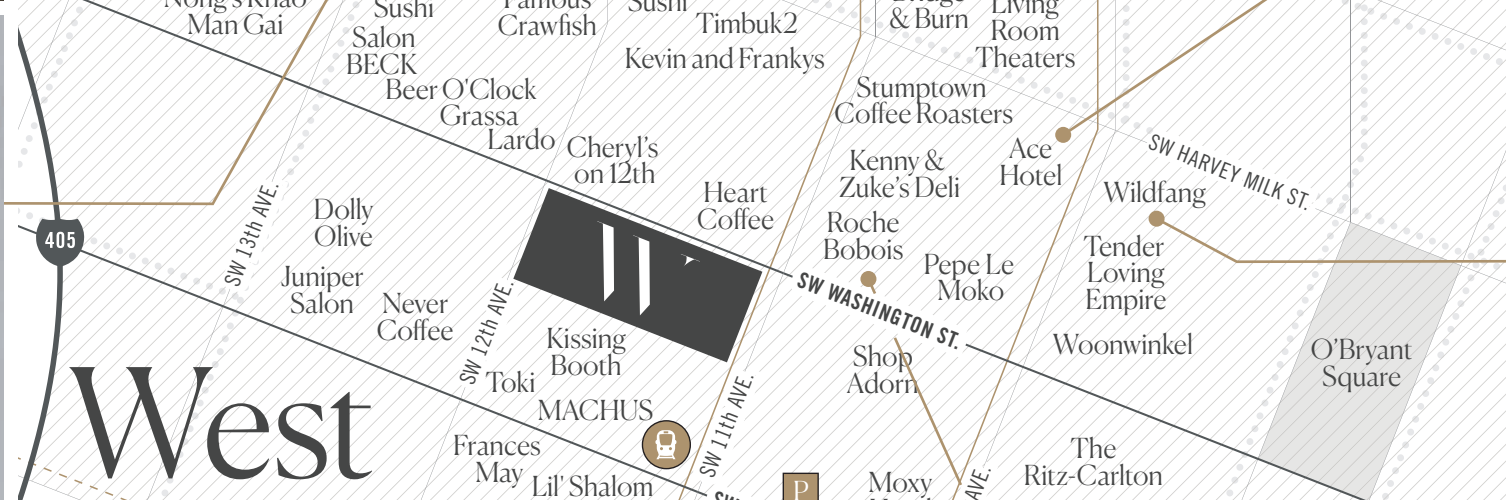 Man Gai
Sushi
Salon
BECK
Beer O'Clock
Grassa
Lardo
Crawfish
Sushi
Timbuk2
Kevin and Frankys
& Burn
Living
Room
Theaters
Stumptown
Coffee Roasters
Cheryl's
on 12th
Heart
Coffee
Kenny &
Zuke's Deli
Ace
Hotel
SW HARVEY MILK ST.
Wildfang
Roche
Bobois
Pepe Le
Moko
Tender
Loving
Empire
405
SW 13th AVE.
Dolly
Olive
Juniper
Salon
Never
Coffee
SW 12th AVE.
SW WASHINGTON ST.
Kissing
Booth
Toki
MACHUS
Shop
Adorn
Woonwinkel
O'Bryant
Square
West
SW 11th AVE.
Frances
May
Lil' Shalom
P
Moxy
AVE.
The
Ritz-Carlton